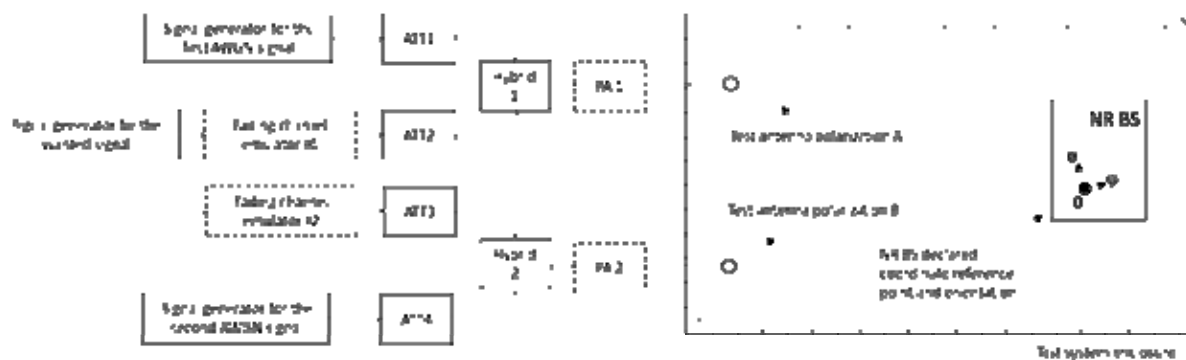 Signal generator for the
first AWGN signal
ATT1
Hybrid
1
PA 1
Signal generator for the
wanted signal
Fading channel
emulator #1
ATT2
Test antenna polarization A
NR BS
Fading channel
emulator #2
ATT3
Test antenna polarization B
Hybrid
2
PA 2
NR BS declared
coordinate reference
point and orientation
Signal generator for the
second AWGN signal
ATT4
Test system enclosure